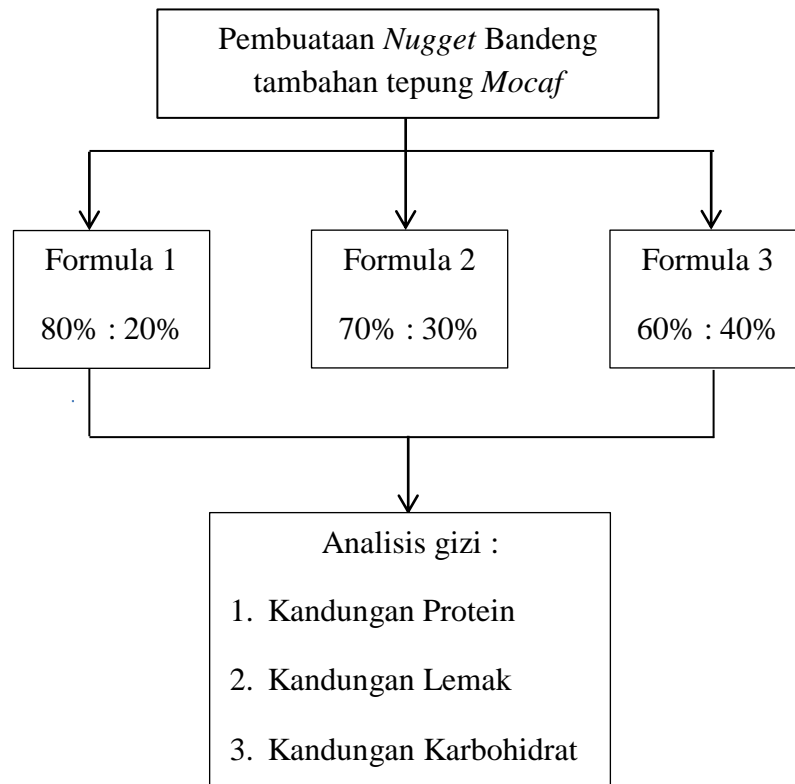 Pembuataan Nugget Bandeng
tambahan tepung Mocaf
Formula 1
80% : 20%
Formula 2
70% : 30%
Formula 3
60% : 40%
Analisis gizi :
1. Kandungan Protein
2. Kandungan Lemak
3. Kandungan Karbohidrat